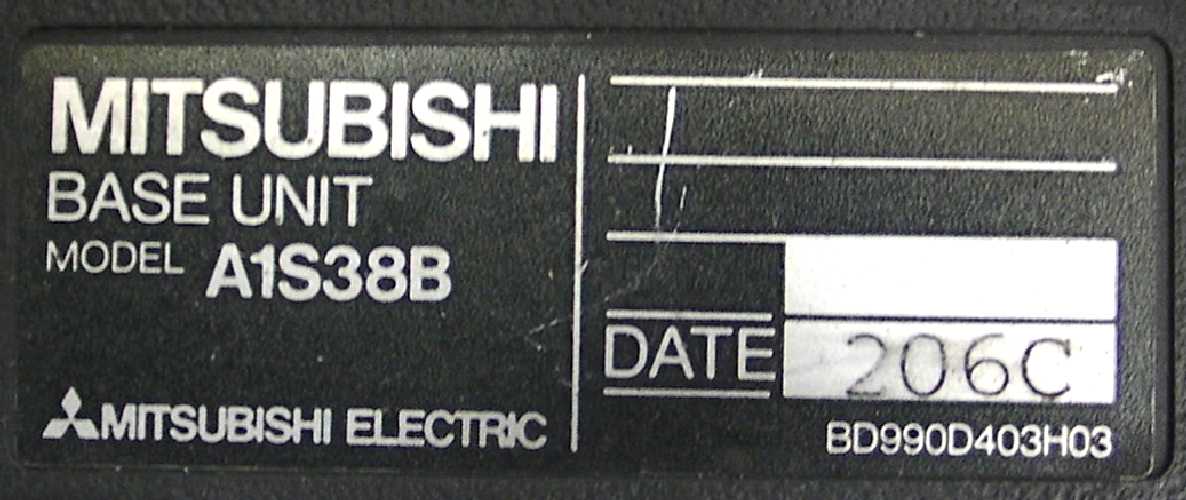 MITSUBISHI
BASE UNIT
MODEL A1S38B
MITSUBISHI ELECTRIC
DATE 206C
BD990D403H03